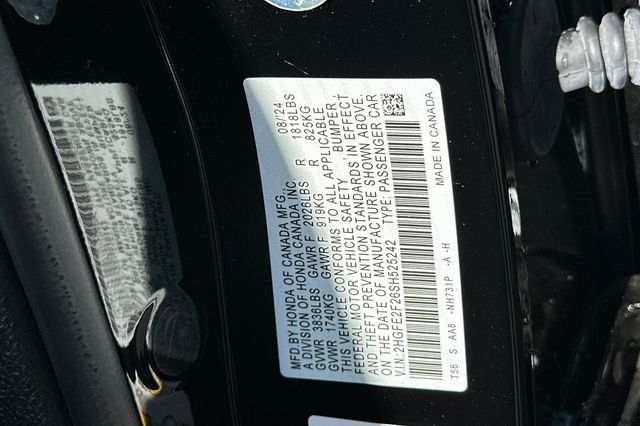 MFD. BY HONDA OF CANADA MFG. 08/24
A DIVISION OF HONDA CANADA INC.
GVWR 3836LBS GAWR F 2026LBS R 1818LBS
GVWR 1740KG GAWR F 919KG R 825KG
THIS VEHICLE CONFORMS TO ALL APPLICABLE
FEDERAL MOTOR VEHICLE SAFETY, BUMPER,
AND THEFT PREVENTION STANDARDS IN EFFECT
ON THE DATE OF MANUFACTURE SHOWN ABOVE.
V.I.N.:2HGFE2F26SH525242 TYPE: PASSENGER CAR
T56 S AA8 -NH731P -A -H MADE IN CANADA